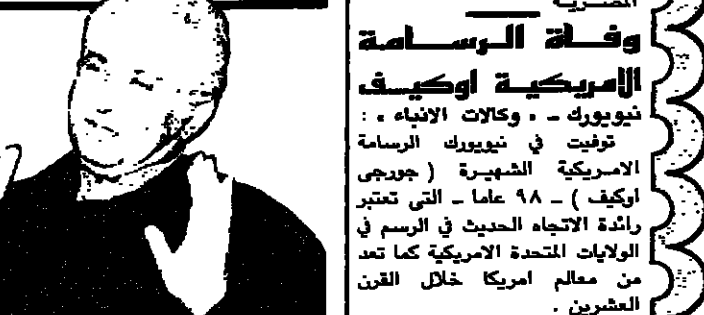 المصرية
وفاة الرسامة
الامريكية اوكيف
نيويورك ـ « وكالات الانباء » :
توفيت في نيويورك الرسامة
الامريكية الشهيرة ( جورجى
اوكيف ) ـ ٩٨ عاما ـ التى تعتبر
رائدة الاتجاه الحديث في الرسم في
الولايات المتحدة الامريكية كما تعد
من معالم امريكا خلال القرن
العشرين .